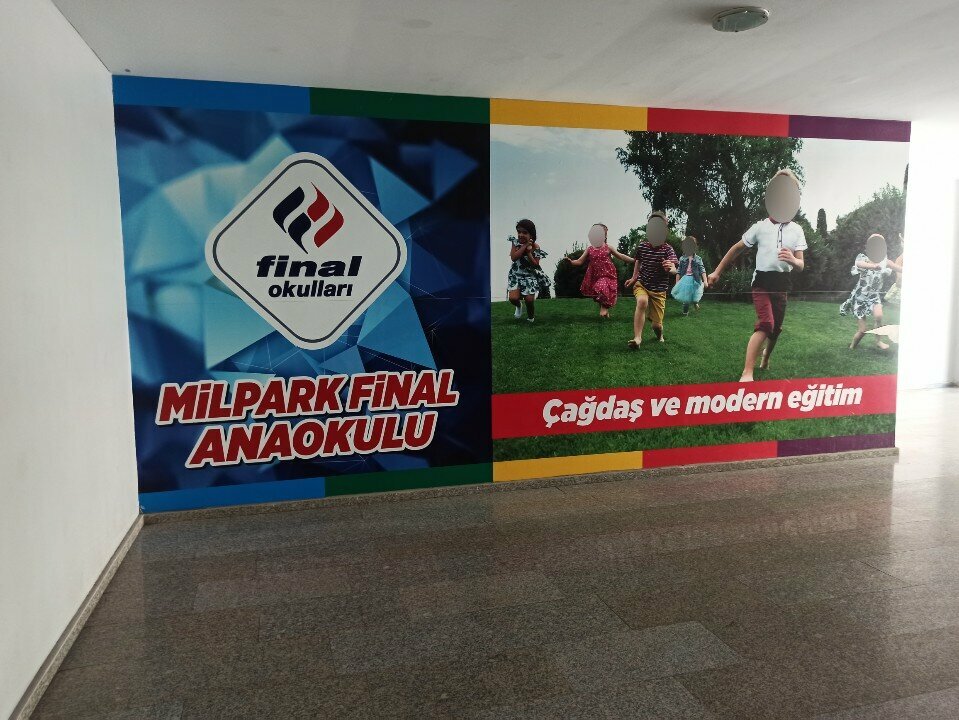 final
okulları
MİLPARK FİNAL
ANAOKULU
Çağdaş ve modern eğitim